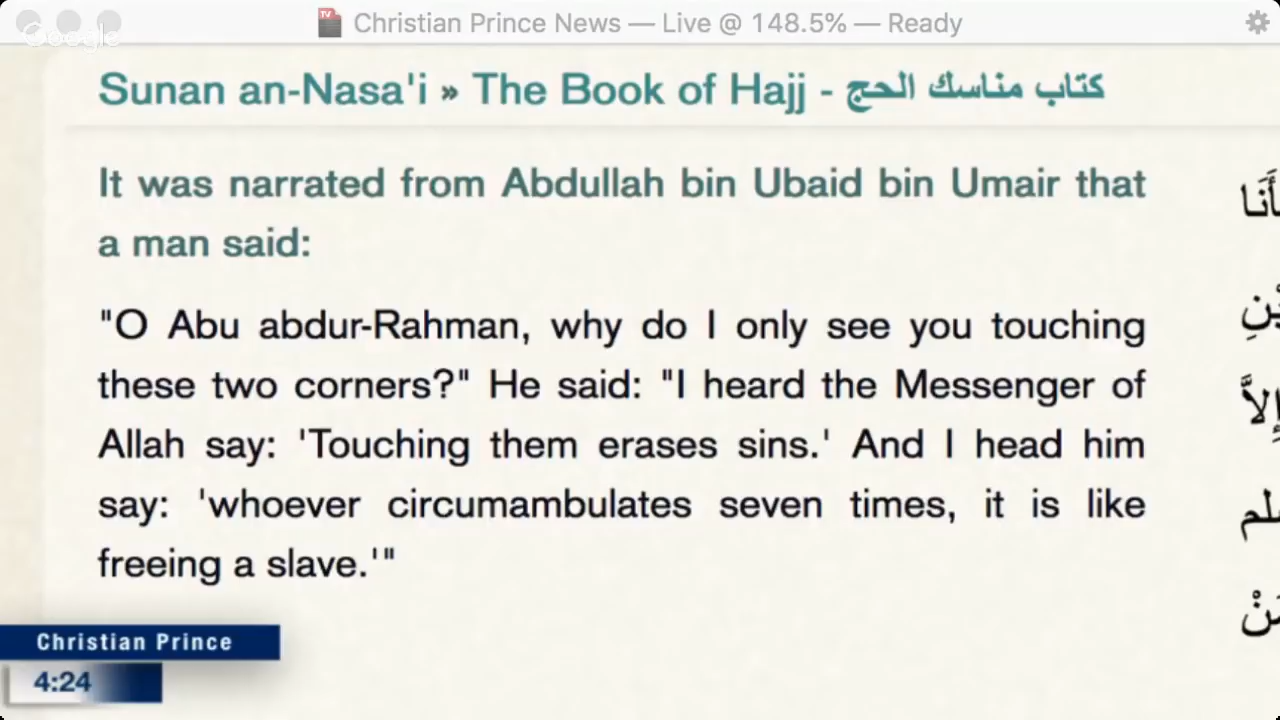 Christian Prince News — Live @ 148.5% — Ready
Google
Sunan an-Nasa'i » The Book of Hajj - كتاب مناسك الحج
It was narrated from Abdullah bin Ubaid bin Umair that
a man said:
"O Abu abdur-Rahman, why do I only see you touching
these two corners?" He said: "I heard the Messenger of
Allah say: 'Touching them erases sins.' And I head him
say: 'whoever circumambulates seven times, it is like
freeing a slave.'"
Christian Prince
4:24